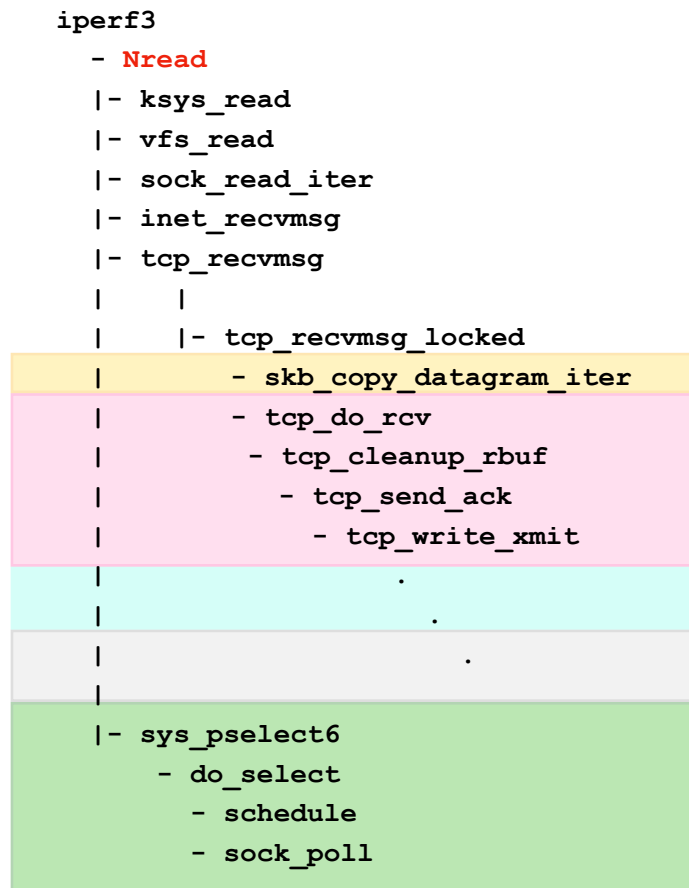 iperf3
- Nread
|- ksys_read
|- vfs_read
|- sock_read_iter
|- inet_recvmsg
|- tcp_recvmsg
| |
| |- tcp_recvmsg_locked
| - skb_copy_datagram_iter
| - tcp_do_rcv
| - tcp_cleanup_rbuf
| - tcp_send_ack
| - tcp_write_xmit
| .
| .
| .
|
|- sys_pselect6
- do_select
- schedule
- sock_poll